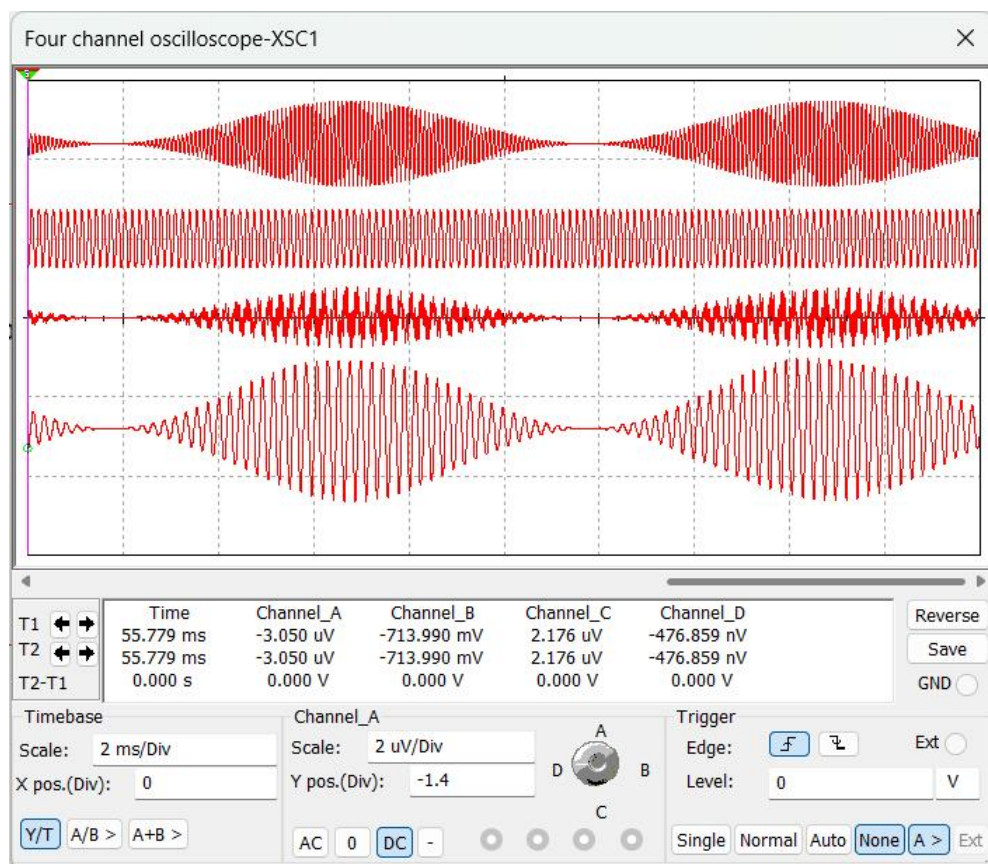 Four channel oscilloscope-XSC1
T1
T2
T2-T1
Time Channel_A Channel_B Channel_C Channel_D
55.779 ms -3.050 uV -713.990 mV 2.176 uV -476.859 nV
55.779 ms -3.050 uV -713.990 mV 2.176 uV -476.859 nV
0.000 s 0.000 V 0.000 V 0.000 V 0.000 V
Reverse
Save
GND
Timebase
Scale: 2 ms/Div
X pos.(Div): 0
Y/T A/B > A+B >
Channel_A
Scale: 2 uV/Div
Y pos.(Div): -1.4
AC 0 DC -
A
D B
C
Trigger
Edge: Ext
Level: 0 V
Single Normal Auto None A > Ext